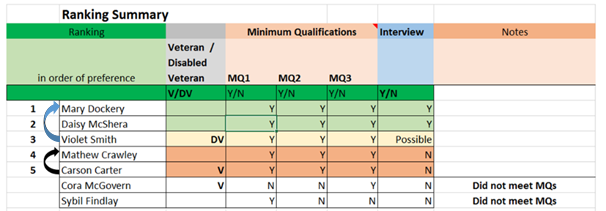 Ranking Summary
Ranking Minimum Qualifications Interview Notes
Veteran /
Disabled
in order of preference Veteran MQ1 MQ2 MQ3 Y/N
V/DV Y/N Y/N Y/N Y/N
1 Mary Dockery Y Y Y Y
2 Daisy McShera Y Y Y Y
3 Violet Smith DV Y Y Y Possible
4 Mathew Crawley Y Y Y N
5 Carson Carter V Y Y Y N
Cora McGovern V N N Y N Did not meet MQs
Sybil Findlay Y N N N Did not meet MQs